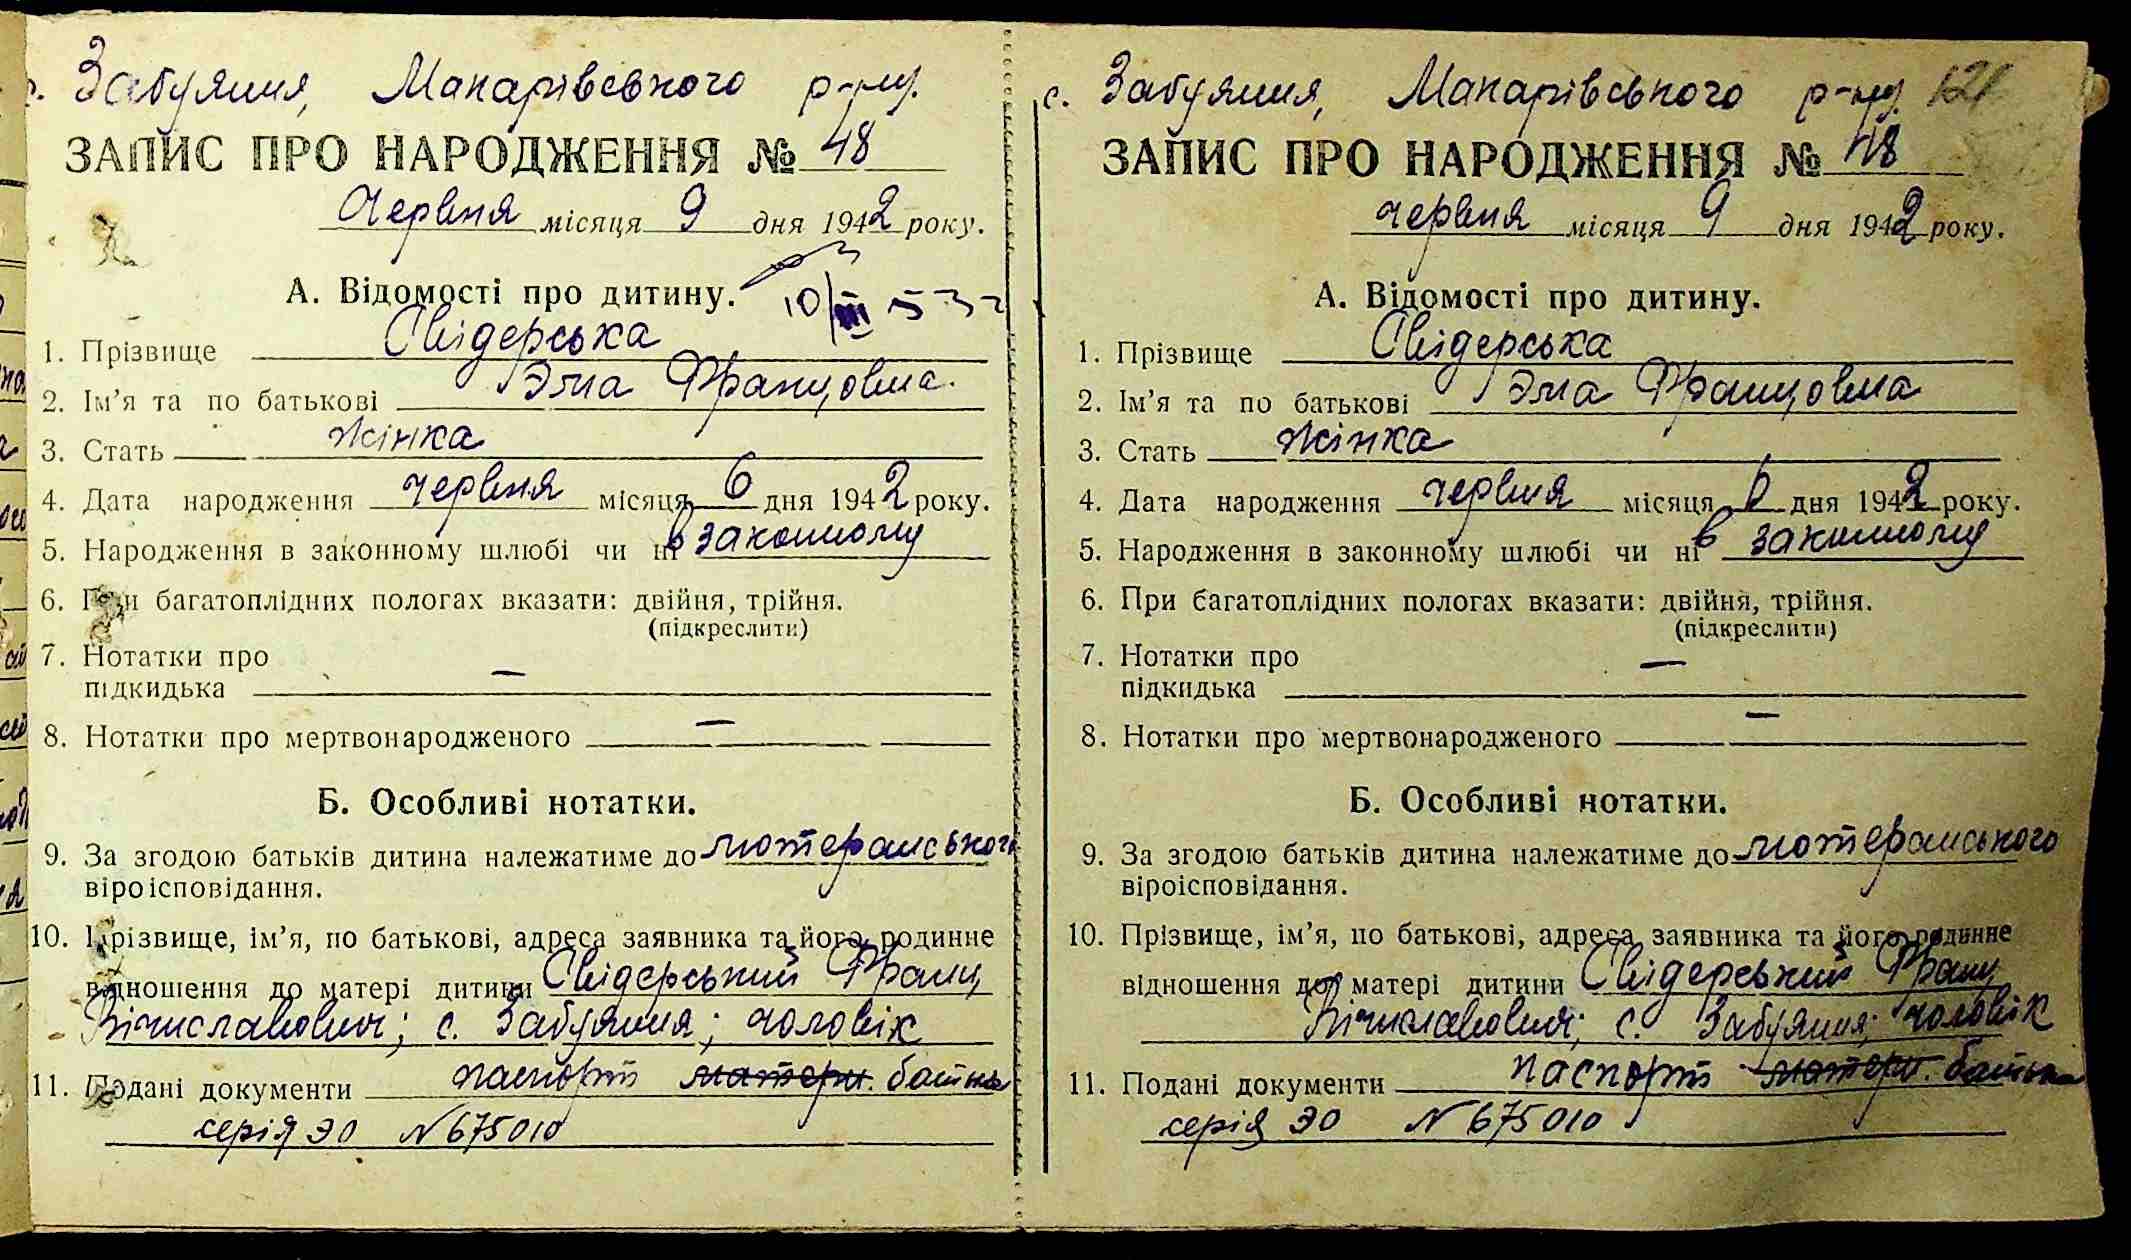 с. Забуяння, Макарівського р-ну.
ЗАПИС ПРО НАРОДЖЕННЯ № 48
Червня місяця 9 дня 1942 року.
А. Відомості про дитину.
10/III 53 г
1. Прізвище Свідерська
2. Ім’я та по батькові Эма Францовна.
3. Стать жінка
4. Дата народження червня місяця 6 дня 1942 року.
5. Народження в законному шлюбі чи ні в законному
6. При багатоплідних пологах вказати: двійня, трійня.
(підкреслити)
7. Нотатки про
підкидька —
8. Нотатки про мертвонародженого —
Б. Особливі нотатки.
9. За згодою батьків дитина належатиме до лютеранського
віроісповідання.
10. Прізвище, ім’я, по батькові, адреса заявника та його родинне
відношення до матері дитини Свідерський Франц
Вічиславович; с. Забуяння; чоловік
11. Подані документи паспорт матери. батька
серія ЭО № 675010
с. Забуяння, Макарівського р-ну. 121
ЗАПИС ПРО НАРОДЖЕННЯ № 48
червня місяця 9 дня 1942 року.
А. Відомості про дитину.
1. Прізвище Свідерська
2. Ім’я та по батькові Эма Францовна
3. Стать жінка
4. Дата народження червня місяця 6 дня 1942 року.
5. Народження в законному шлюбі чи ні в законному
6. При багатоплідних пологах вказати: двійня, трійня.
(підкреслити)
7. Нотатки про
підкидька —
8. Нотатки про мертвонародженого —
Б. Особливі нотатки.
9. За згодою батьків дитина належатиме до лютеранського
віроісповідання.
10. Прізвище, ім’я, по батькові, адреса заявника та його родинне
відношення до матері дитини Свідерський Франц
Вічиславович; с. Забуяння; чоловік
11. Подані документи паспорт матери. батька
серія ЭО № 675010